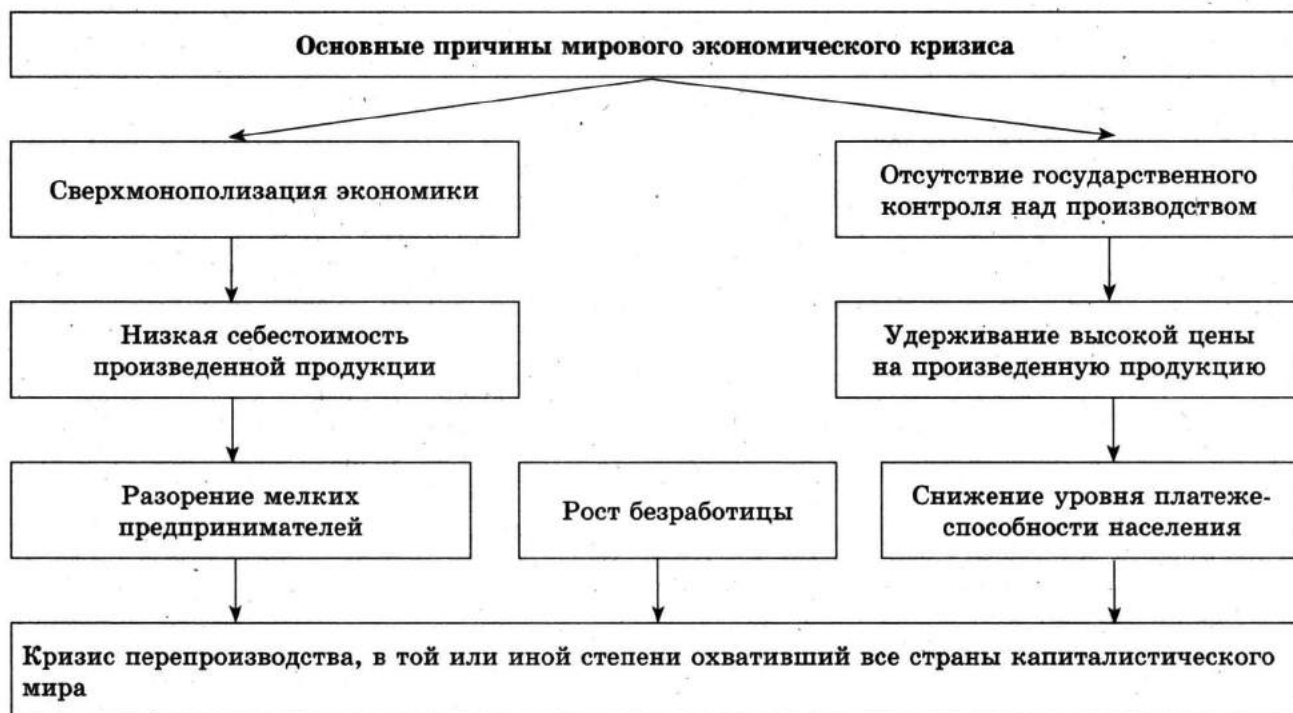 Основные причины мирового экономического кризиса
Сверхмонополизация экономики
Отсутствие государственного
контроля над производством
Низкая себестоимость
произведенной продукции
Удерживание высокой цены
на произведенную продукцию
Разорение мелких
предпринимателей
Рост безработицы
Снижение уровня платеже-
способности населения
Кризис перепроизводства, в той или иной степени охвативший все страны капиталистического
мира